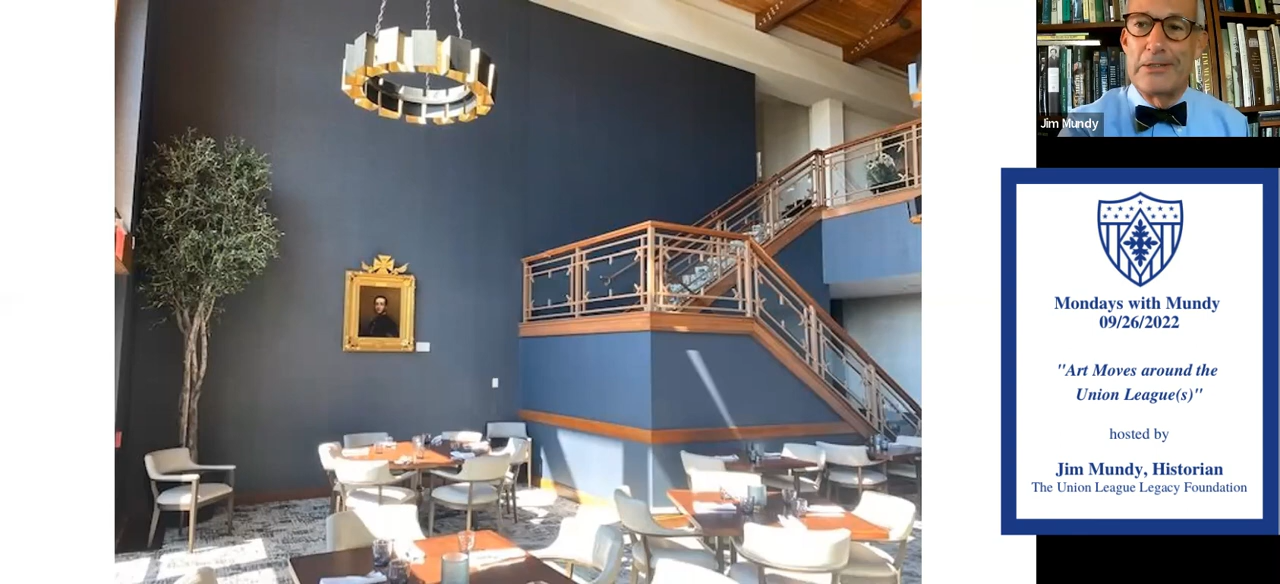 Jim Mundy
Mondays with Mundy
09/26/2022
"Art Moves around the
Union League(s)"
hosted by
Jim Mundy, Historian
The Union League Legacy Foundation